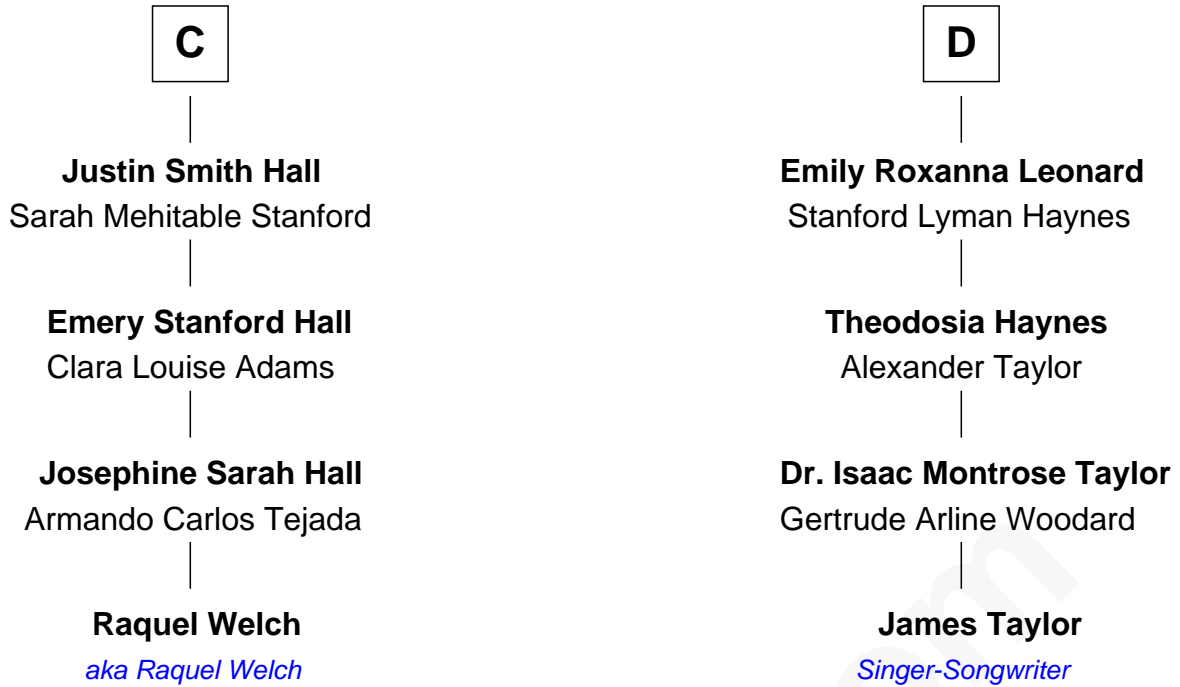 C
Justin Smith Hall
Sarah Mehitable Stanford
Emery Stanford Hall
Clara Louise Adams
Josephine Sarah Hall
Armando Carlos Tejada
Raquel Welch
aka Raquel Welch
D
Emily Roxanna Leonard
Stanford Lyman Haynes
Theodosia Haynes
Alexander Taylor
Dr. Isaac Montrose Taylor
Gertrude Arline Woodard
James Taylor
Singer-Songwriter